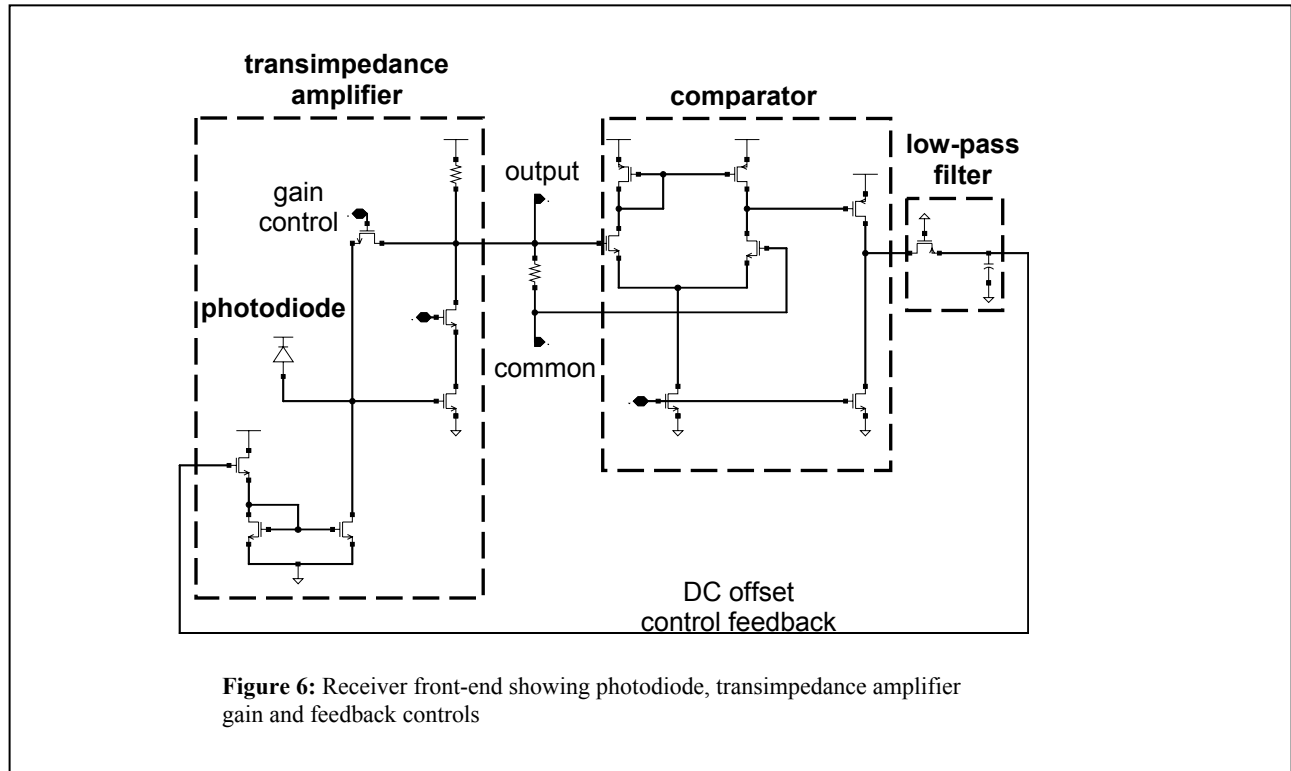 transimpedance
amplifier
comparator
low-pass
filter
output
gain
control
photodiode
common
DC offset
control feedback
Figure 6: Receiver front-end showing photodiode, transimpedance amplifier
gain and feedback controls